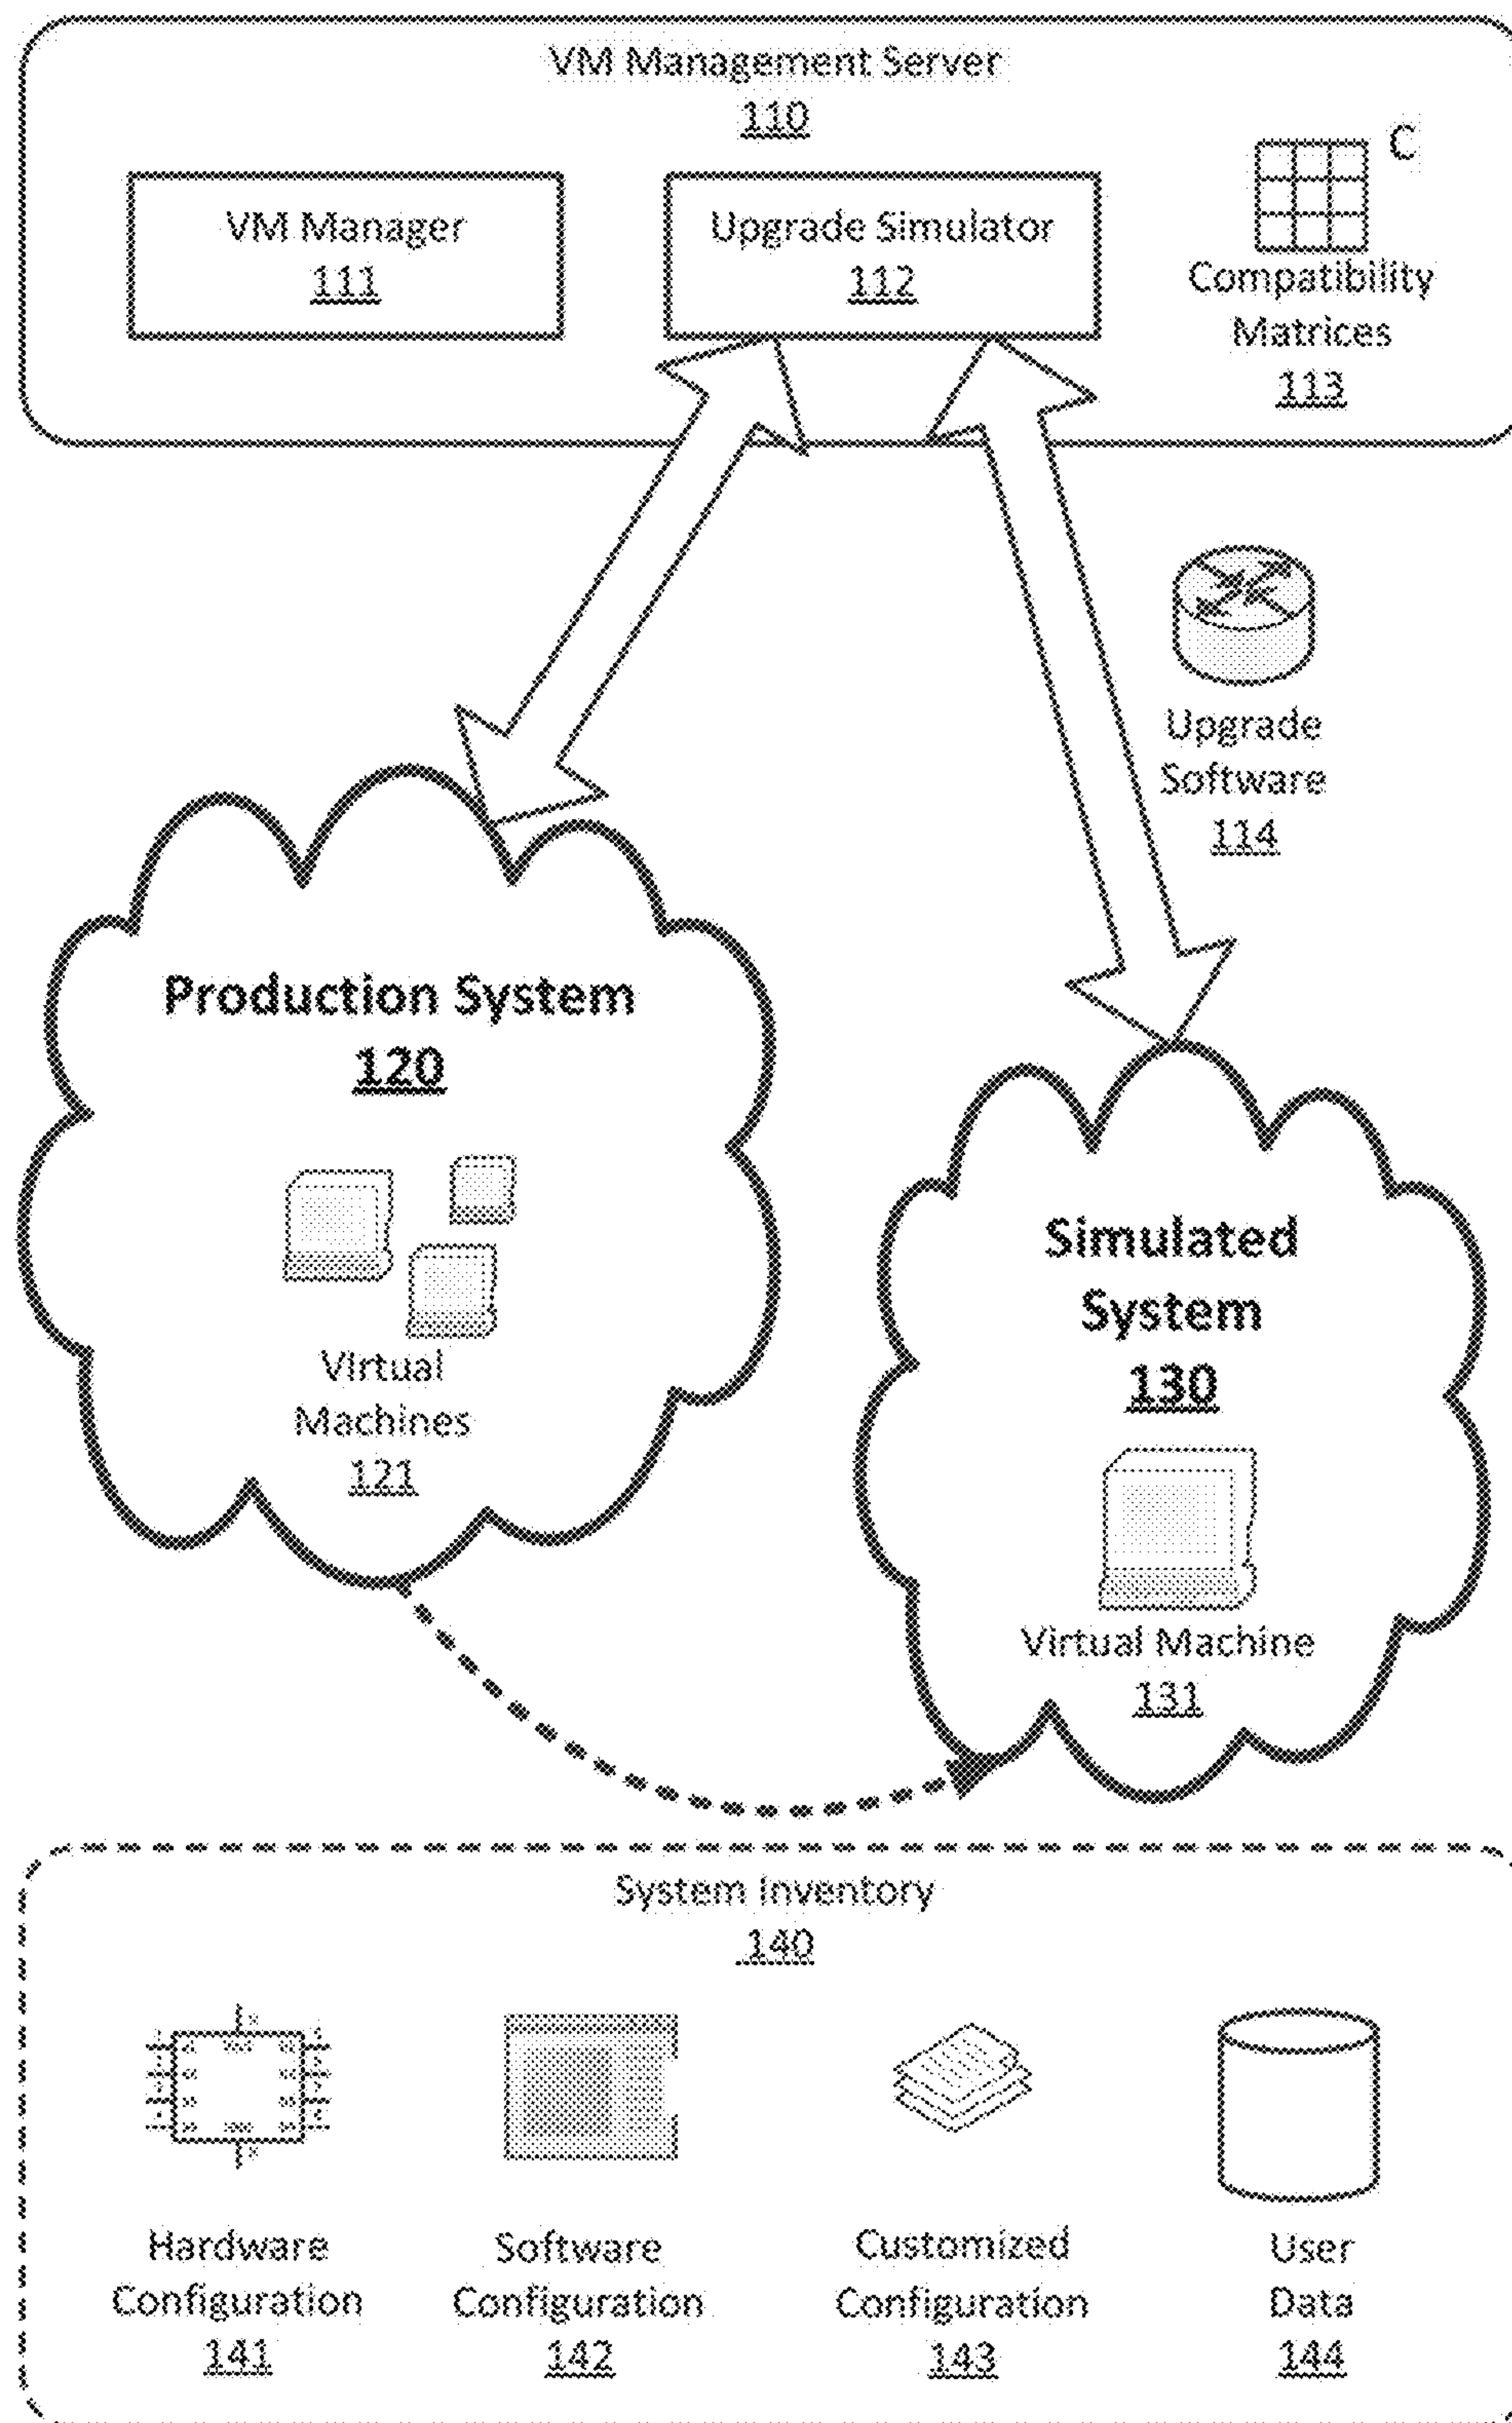 VM Management Server
110
C
VM Manager
111
Upgrade Simulator
112
Compatibility
Matrices
113
Upgrade
Software
114
Production System
120
Virtual
Machines
121
Simulated
System
130
Virtual Machine
131
System Inventory
140
Hardware
Configuration
141
Software
Configuration
142
Customized
Configuration
143
User
Data
144